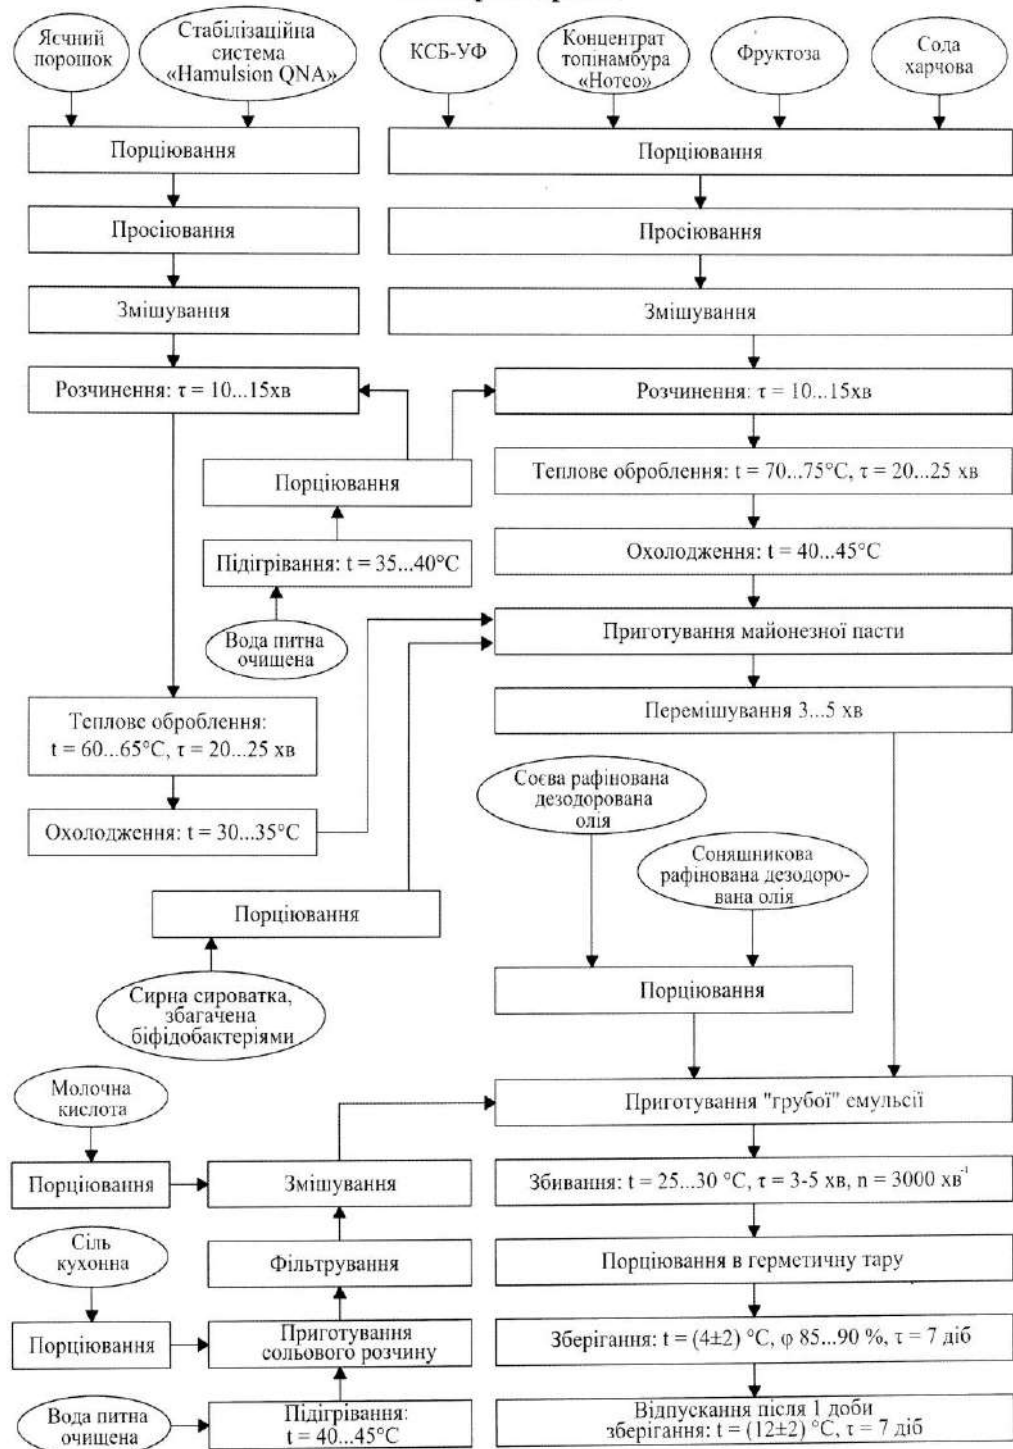 Яєчний
порошок
Стабілізаційна
система
«Hamulsion QNA»
КСБ-УФ
Концентрат
топінамбура
«Нотео»
Фруктоза
Сода
харчова
Порціювання
Порціювання
Просіювання
Просіювання
Змішування
Змішування
Розчинення: τ = 10...15хв
Розчинення: τ = 10...15хв
Порціювання
Теплове оброблення: t = 70...75°С, τ = 20...25 хв
Підігрівання: t = 35...40°С
Охолодження: t = 40...45°С
Вода питна
очищена
Приготування майонезної пасти
Теплове оброблення:
t = 60...65°С, τ = 20...25 хв
Перемішування 3...5 хв
Охолодження: t = 30...35°С
Соєва рафінована
дезодорована
олія
Соняшникова
рафінована дезодоро-
вана олія
Порціювання
Порціювання
Сирна сироватка,
збагачена
біфідобактеріями
Молочна
кислота
Приготування "грубої" емульсії
Порціювання
Змішування
Збивання: t = 25...30 °С, τ = 3-5 хв, n = 3000 хв⁻¹
Сіль
кухонна
Фільтрування
Порціювання в герметичну тару
Порціювання
Приготування
сольового розчину
Зберігання: t = (4±2) °С, φ 85...90 %, τ = 7 діб
Вода питна
очищена
Підігрівання:
t = 40...45°С
Відпускання після 1 доби
зберігання: t = (12±2) °С, τ = 7 діб